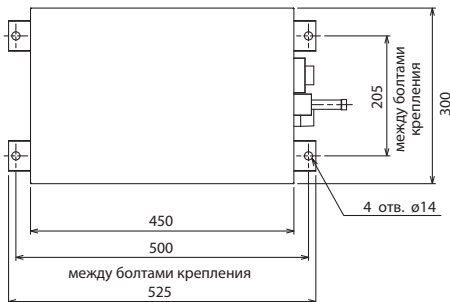 205
между болтами
крепления
300
4 отв. ø14
450
500
между болтами крепления
525